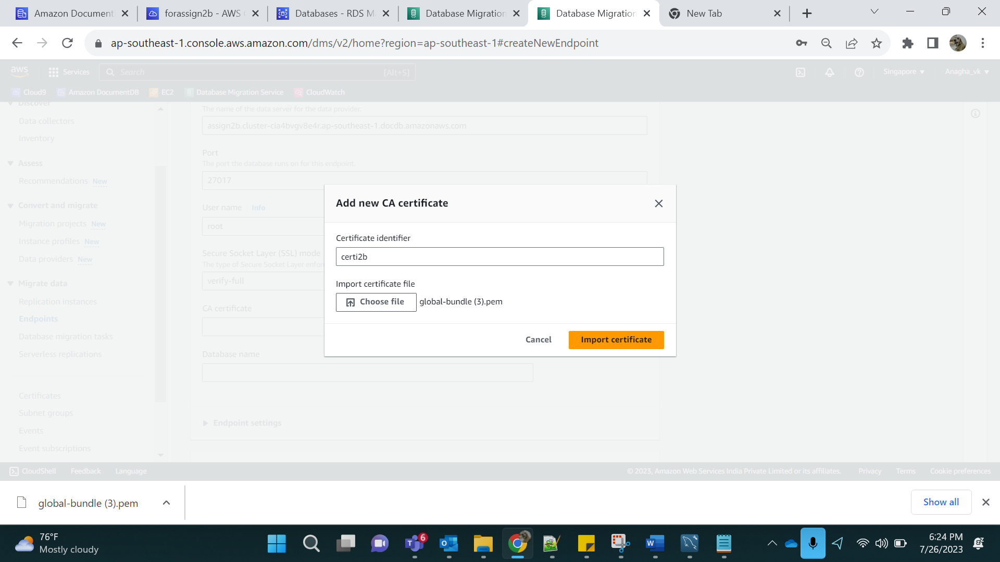 Amazon Document
forassign2b - AWS
Databases - RDS M
Database Migration
Database Migration
New Tab
ap-southeast-1.console.aws.amazon.com/dms/v2/home?region=ap-southeast-1#createNewEndpoint
aws
Services
Search
[Alt+S]
Singapore
Anagha_vk
Cloud9
Amazon DocumentDB
EC2
Database Migration Service
CloudWatch
Discover
Data collectors
Inventory
Assess
Recommendations New
Convert and migrate
Migration projects New
Instance profiles New
Data providers New
Migrate data
Replication instances
Endpoints
Database migration tasks
Serverless replications
Certificates
Subnet groups
Events
Event subscriptions
The name of the data server for the data provider.
assign2b.cluster-cia4bvgv8e4r.ap-southeast-1.docdb.amazonaws.com
Port
The port the database runs on for this endpoint.
27017
User name Info
root
Secure Socket Layer (SSL) mode
The type of Secure Socket Layer enfor
verify-full
CA certificate
Database name
Endpoint settings
Add new CA certificate
Certificate identifier
certi2b
Import certificate file
Choose file
global-bundle (3).pem
Cancel
Import certificate
CloudShell
Feedback
Language
© 2023, Amazon Web Services India Private Limited or its affiliates.
Privacy
Terms
Cookie preferences
global-bundle (3).pem
Show all
76°F
Mostly cloudy
6
6:24 PM
7/26/2023